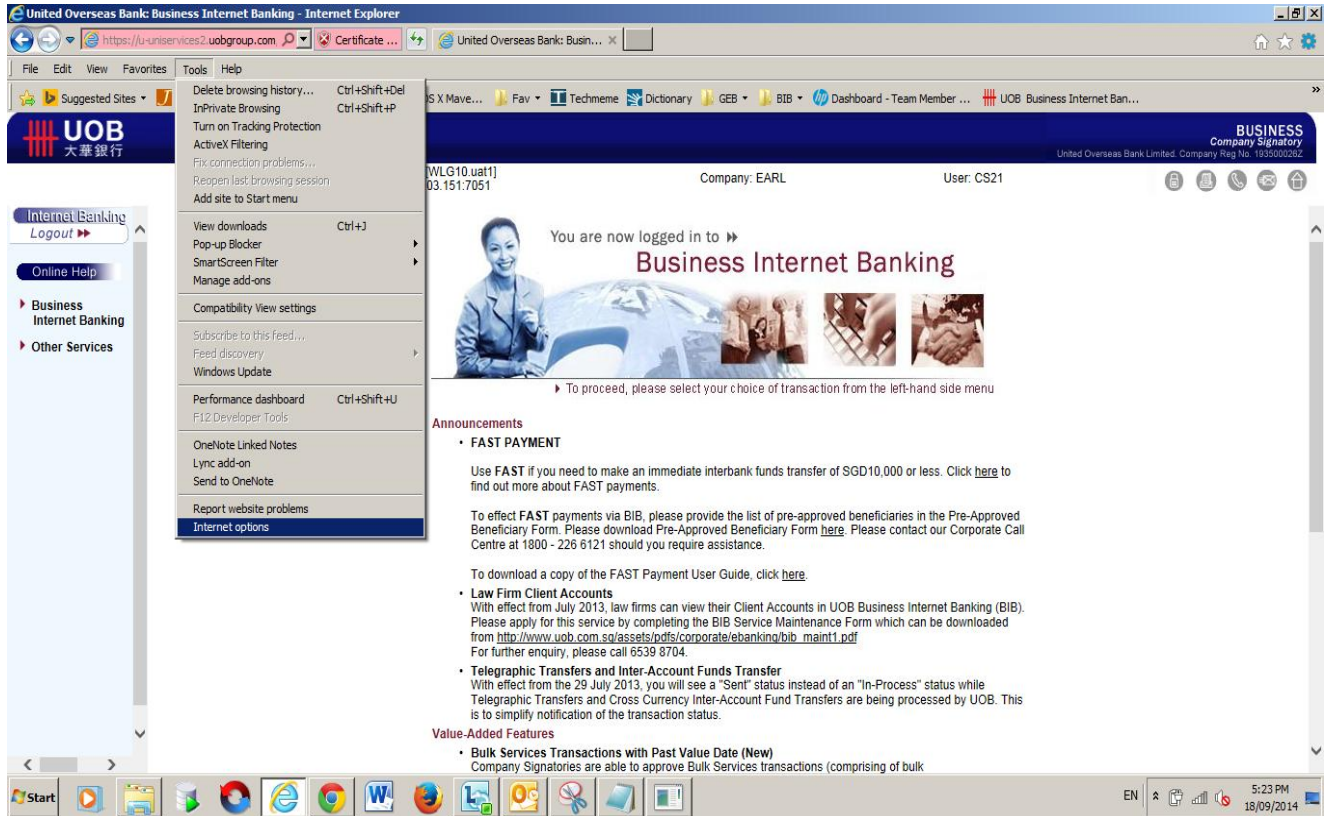 United Overseas Bank: Business Internet Banking - Internet Explorer
https://u-uniservices2.uobgroup.com
Certificate ...
United Overseas Bank: Busin...
File Edit View Favorites Tools Help
Suggested Sites
S X Mave... Fav Techmeme Dictionary GEB BIB Dashboard - Team Member ... UOB Business Internet Ban...
Delete browsing history... Ctrl+Shift+Del
InPrivate Browsing Ctrl+Shift+P
Turn on Tracking Protection
ActiveX Filtering
Fix connection problems...
Reopen last browsing session
Add site to Start menu
View downloads Ctrl+J
Pop-up Blocker
SmartScreen Filter
Manage add-ons
Compatibility View settings
Subscribe to this feed...
Feed discovery
Windows Update
Performance dashboard Ctrl+Shift+U
F12 Developer Tools
OneNote Linked Notes
Lync add-on
Send to OneNote
Report website problems
Internet options
UOB
大華銀行
BUSINESS
Company Signatory
United Overseas Bank Limited. Company Reg No. 193500026Z
[WLG10.uat1]
03.151:7051
Company: EARL
User: CS21
Internet Banking
Logout
Online Help
Business
Internet Banking
Other Services
You are now logged in to
Business Internet Banking
To proceed, please select your choice of transaction from the left-hand side menu
Announcements
• FAST PAYMENT
Use FAST if you need to make an immediate interbank funds transfer of SGD10,000 or less. Click here to
find out more about FAST payments.
To effect FAST payments via BIB, please provide the list of pre-approved beneficiaries in the Pre-Approved
Beneficiary Form. Please download Pre-Approved Beneficiary Form here. Please contact our Corporate Call
Centre at 1800 - 226 6121 should you require assistance.
To download a copy of the FAST Payment User Guide, click here.
• Law Firm Client Accounts
With effect from July 2013, law firms can view their Client Accounts in UOB Business Internet Banking (BIB).
Please apply for this service by completing the BIB Service Maintenance Form which can be downloaded
from http://www.uob.com.sg/assets/pdfs/corporate/ebanking/bib_maint1.pdf
For further enquiry, please call 6539 8704.
• Telegraphic Transfers and Inter-Account Funds Transfer
With effect from the 29 July 2013, you will see a "Sent" status instead of an "In-Process" status while
Telegraphic Transfers and Cross Currency Inter-Account Fund Transfers are being processed by UOB. This
is to simplify notification of the transaction status.
Value-Added Features
• Bulk Services Transactions with Past Value Date (New)
Company Signatories are able to approve Bulk Services transactions (comprising of bulk
Start
EN
5:23 PM
18/09/2014